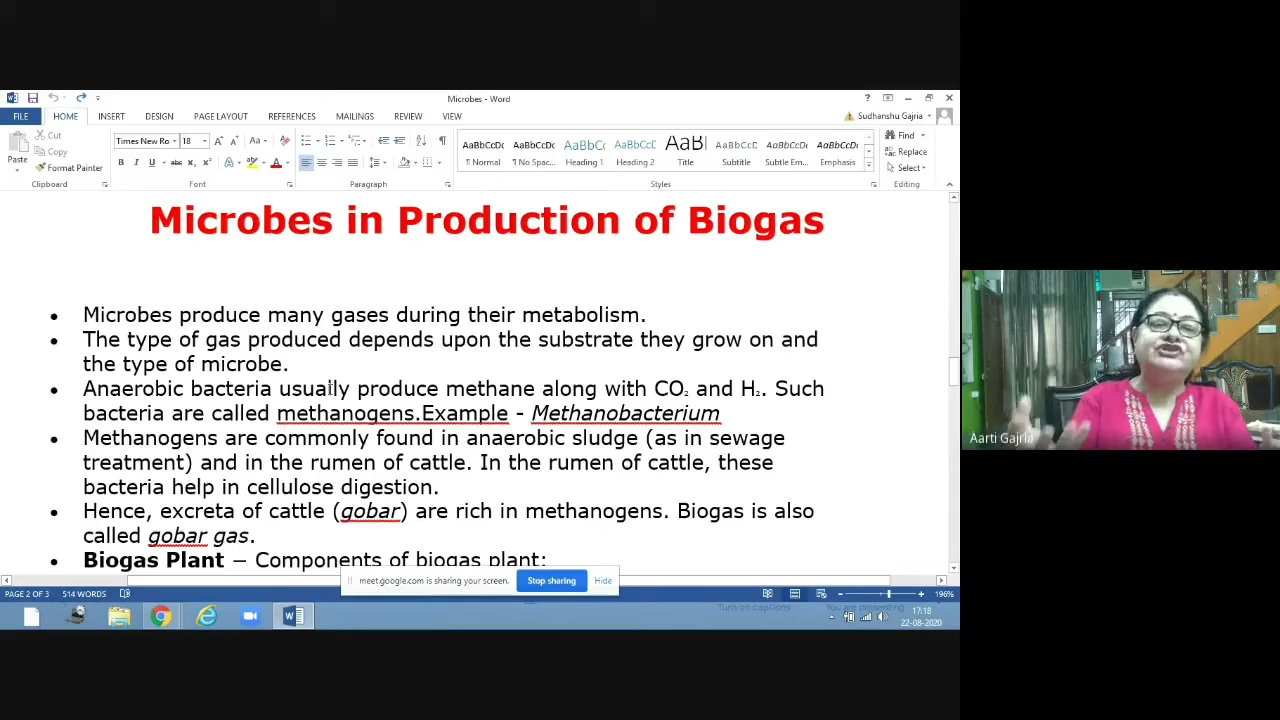 Microbes - Word
FILE HOME INSERT DESIGN PAGE LAYOUT REFERENCES MAILINGS REVIEW VIEW Sudhanshu Gajria
Paste Cut Copy Format Painter
Times New Ro 18
AaBbCcDc AaBbCcDc AaBbCc AaBbCcC AaB AaBbCcC AaBbCcDc AaBbCcDc
¶ Normal ¶ No Spac... Heading 1 Heading 2 Title Subtitle Subtle Em... Emphasis
Find Replace Select
Clipboard Font Paragraph Styles Editing
Microbes in Production of Biogas
• Microbes produce many gases during their metabolism.
• The type of gas produced depends upon the substrate they grow on and
the type of microbe.
• Anaerobic bacteria usually produce methane along with CO₂ and H₂. Such
bacteria are called methanogens.Example - Methanobacterium
• Methanogens are commonly found in anaerobic sludge (as in sewage
treatment) and in the rumen of cattle. In the rumen of cattle, these
bacteria help in cellulose digestion.
• Hence, excreta of cattle (gobar) are rich in methanogens. Biogas is also
called gobar gas.
• Biogas Plant − Components of biogas plant:
meet.google.com is sharing your screen. Stop sharing Hide
PAGE 2 OF 3 514 WORDS 196%
Turn on captions You are presenting
17:18
22-08-2020
Aarti Gajria